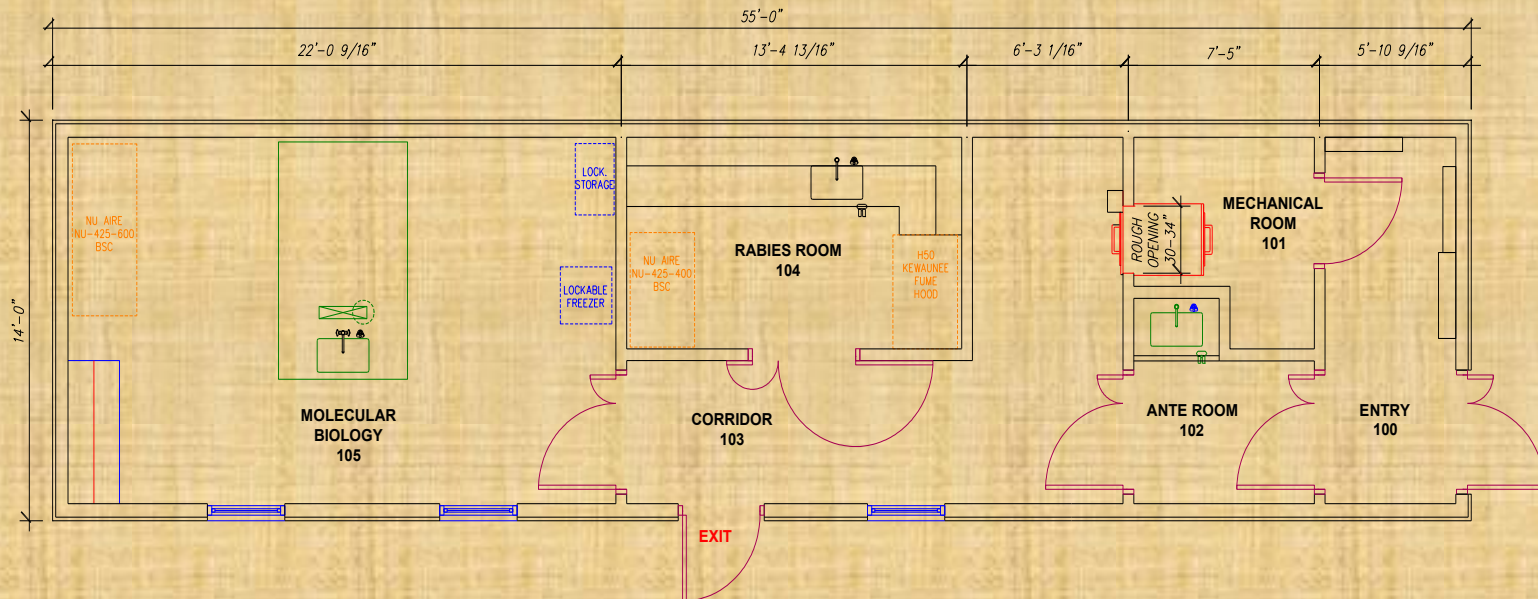 55'-0"
22'-0 9/16"
13'-4 13/16"
6'-3 1/16"
7'-5"
5'-10 9/16"
14'-0"
NU AIRE
NU-425-600
BSC
LOCK.
STORAGE
LOCKABLE
FREEZER
NU AIRE
NU-425-400
BSC
RABIES ROOM
104
H50
KEWAUNEE
FUME
HOOD
ROUGH
OPENING
30-34"
MECHANICAL
ROOM
101
MOLECULAR
BIOLOGY
105
CORRIDOR
103
ANTE ROOM
102
ENTRY
100
EXIT